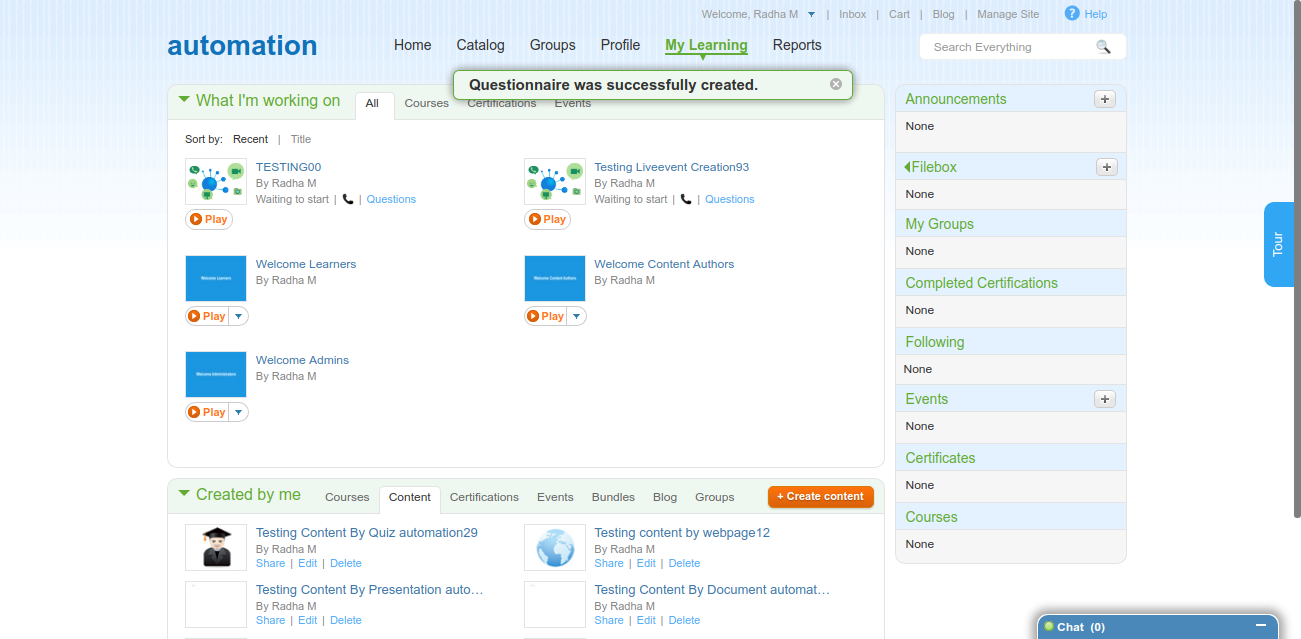 Welcome, Radha M | Inbox | Cart | Blog | Manage Site ? Help
automation
Home Catalog Groups Profile My Learning Reports
Search Everything
Questionnaire was successfully created.
What I'm working on All Courses Certifications Events
Sort by: Recent | Title
TESTING00
By Radha M
Waiting to start | | Questions
Play
Testing Liveevent Creation93
By Radha M
Waiting to start | | Questions
Play
Welcome Learners
Welcome Learners
By Radha M
Play
Welcome Content Authors
Welcome Content Authors
By Radha M
Play
Welcome Administrators
Welcome Admins
By Radha M
Play
Created by me Courses Content Certifications Events Bundles Blog Groups + Create content
Testing Content By Quiz automation29
By Radha M
Share | Edit | Delete
Testing content by webpage12
By Radha M
Share | Edit | Delete
Testing Content By Presentation auto…
By Radha M
Share | Edit | Delete
Testing Content By Document automat…
By Radha M
Share | Edit | Delete
Announcements +
None
Filebox +
None
My Groups
None
Completed Certifications
None
Following
None
Events +
None
Certificates
None
Courses
None
Tour
Chat (0)